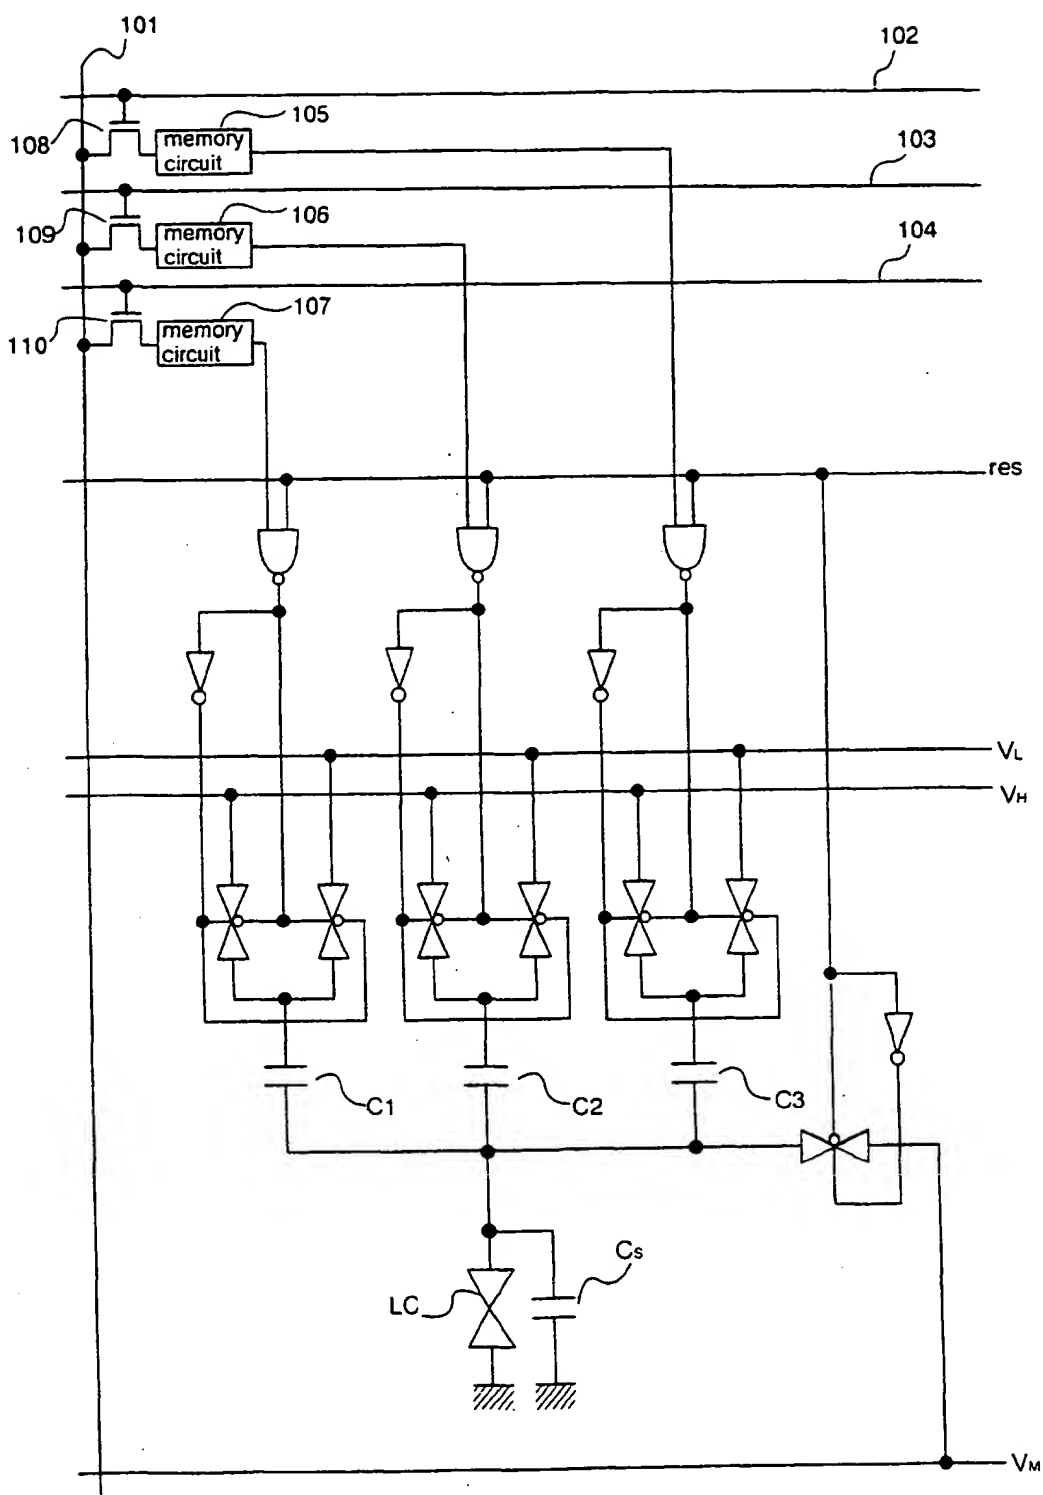 101
102
105
108
memory
circuit
103
106
109
memory
circuit
104
107
110
memory
circuit
res
VL
VH
C1
C2
C3
Cs
LC
VM